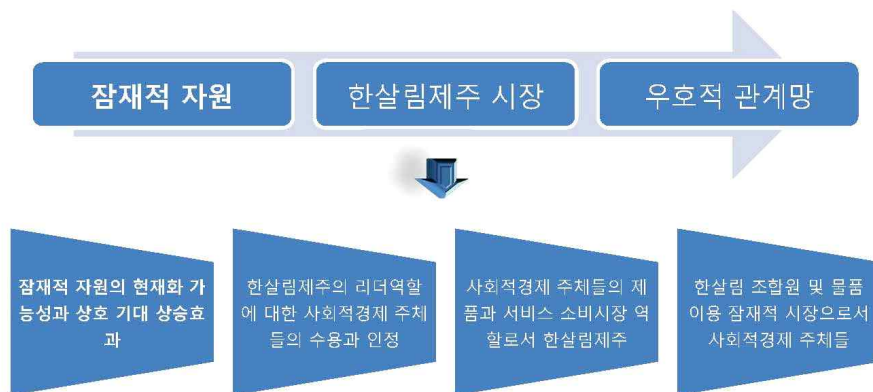 잠재적 자원
한살림제주 시장
우호적 관계망
잠재적 자원의 현재화 가
능성과 상호 기대 상승효
과
한살림제주의 리더역할
에 대한 사회적경제 주체
들의 수용과 인정
사회적경제 주체들의 제
품과 서비스 소비시장 역
할로서 한살림제주
한살림 조합원 및 물품
이용 잠재적 시장으로서
사회적경제 주체들